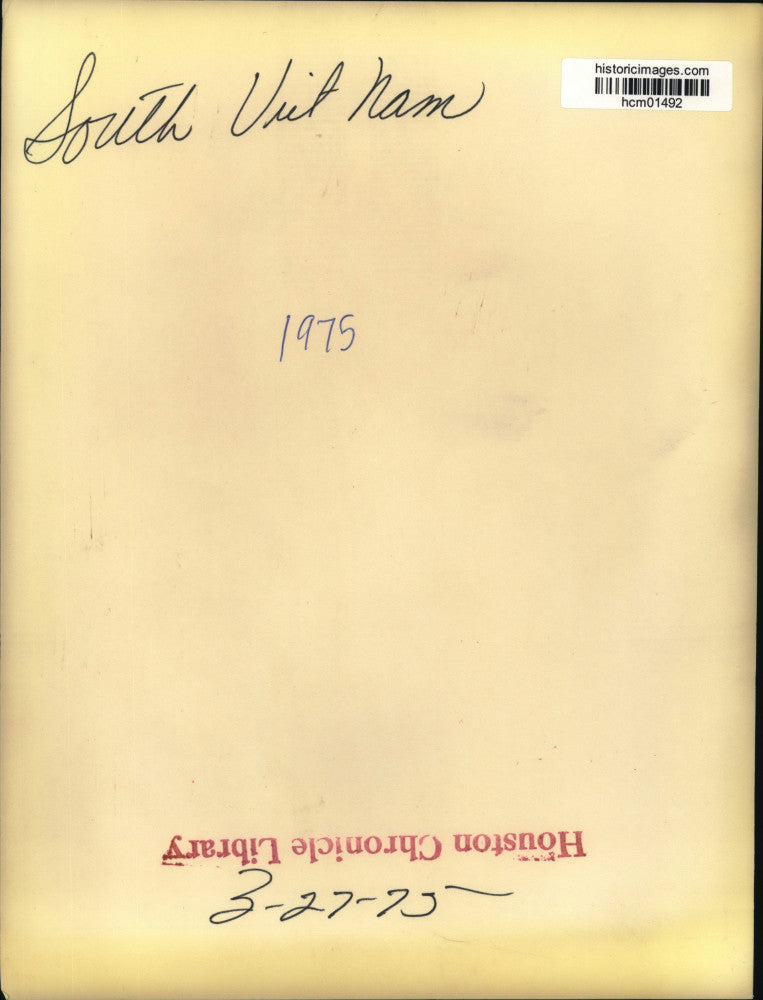 South Viet Nam
historicimages.com
hcm01492
1975
Houston Chronicle Library
3-27-75